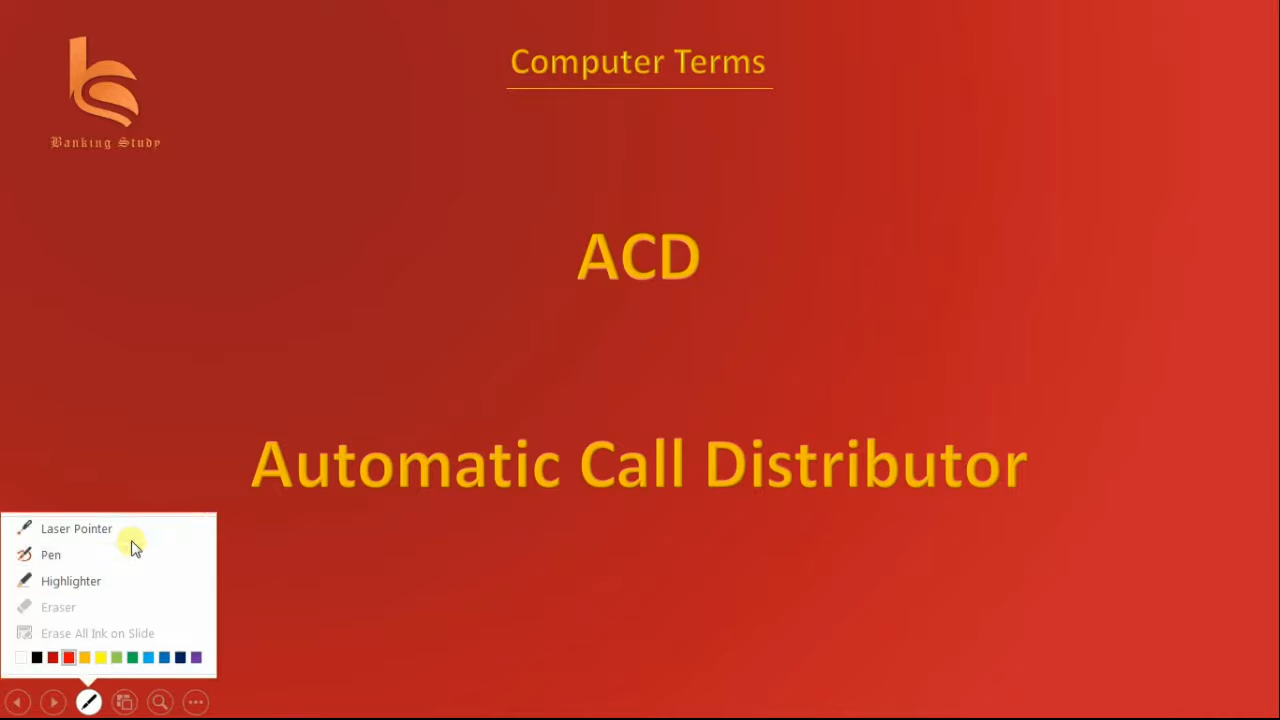 Computer Terms
Banking Study
ACD
Automatic Call Distributor
Laser Pointer
Pen
Highlighter
Eraser
Erase All Ink on Slide